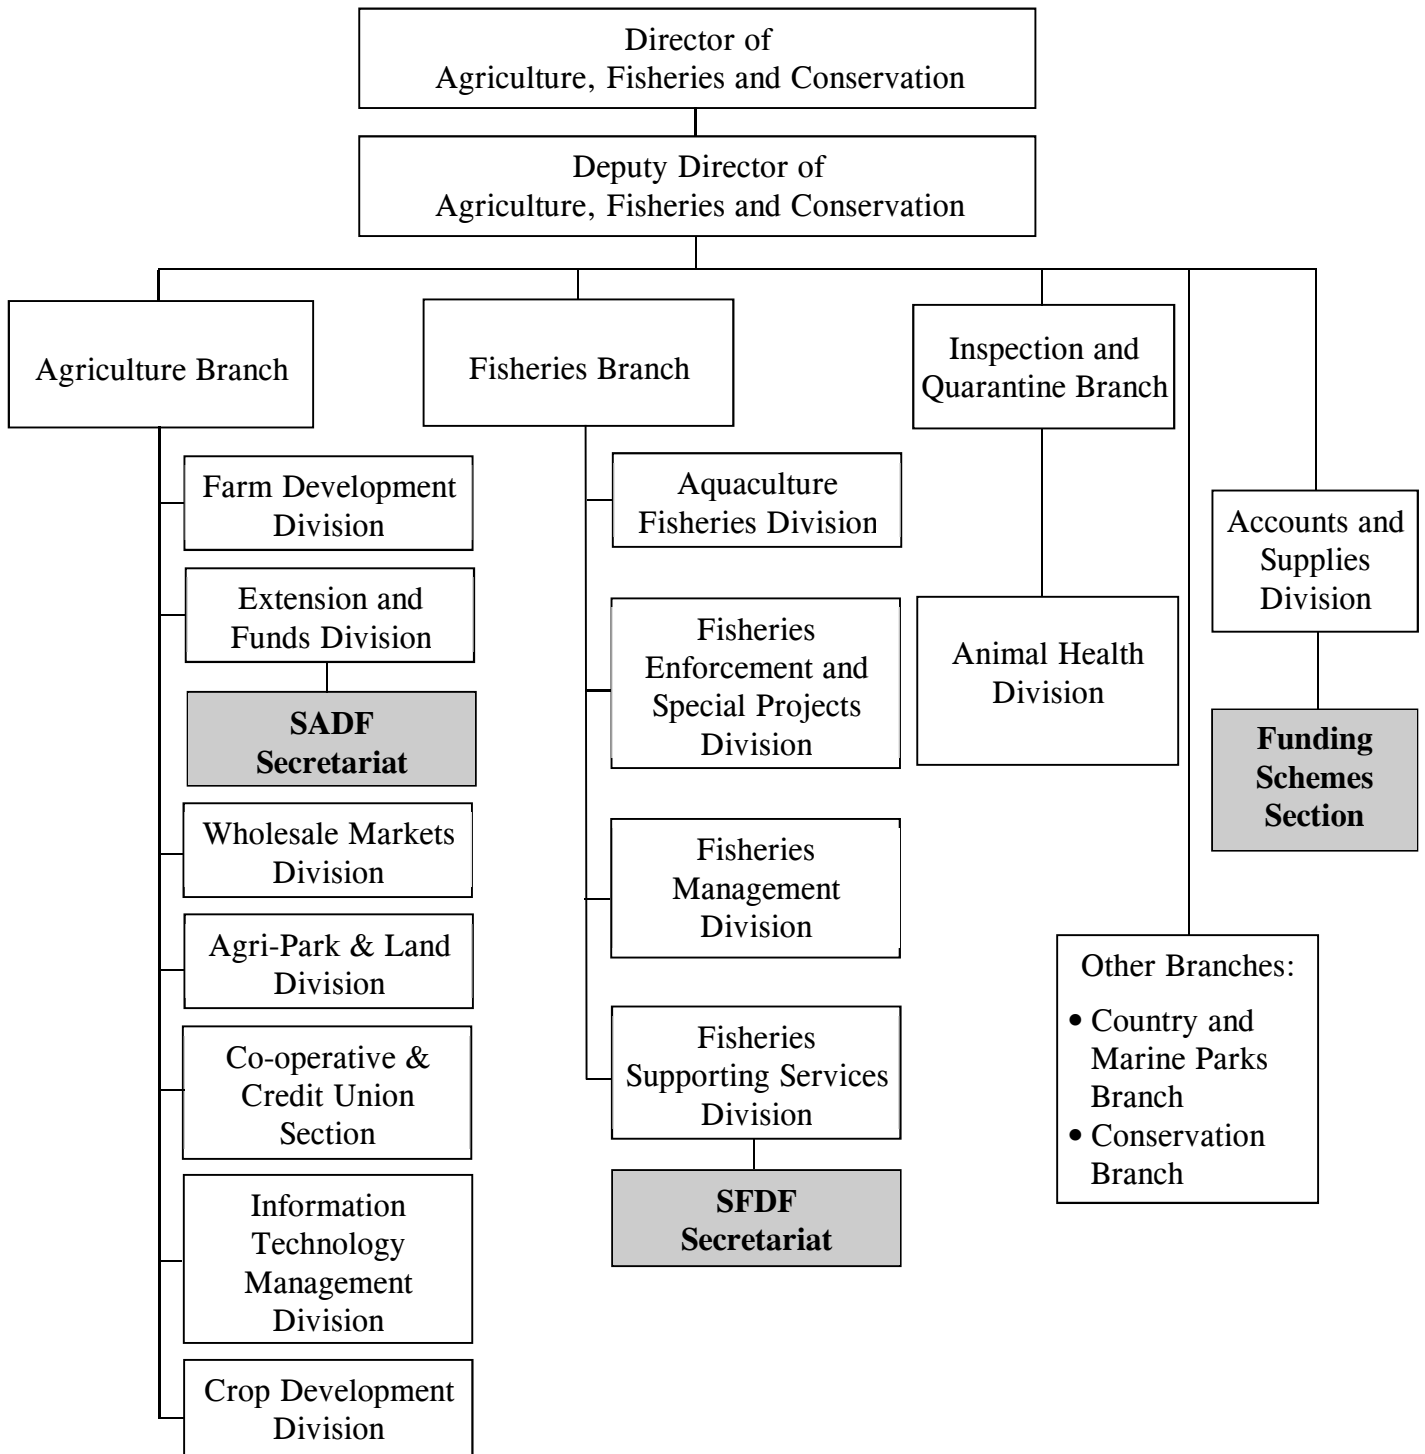 Director of
Agriculture, Fisheries and Conservation
Deputy Director of
Agriculture, Fisheries and Conservation
Agriculture Branch
Farm Development
Division
Extension and
Funds Division
SADF
Secretariat
Wholesale Markets
Division
Agri-Park & Land
Division
Co-operative &
Credit Union
Section
Information
Technology
Management
Division
Crop Development
Division
Fisheries Branch
Aquaculture
Fisheries Division
Fisheries
Enforcement and
Special Projects
Division
Fisheries
Management
Division
Fisheries
Supporting Services
Division
SFDF
Secretariat
Inspection and
Quarantine Branch
Animal Health
Division
Other Branches:
• Country and
Marine Parks
Branch
• Conservation
Branch
Accounts and
Supplies
Division
Funding
Schemes
Section